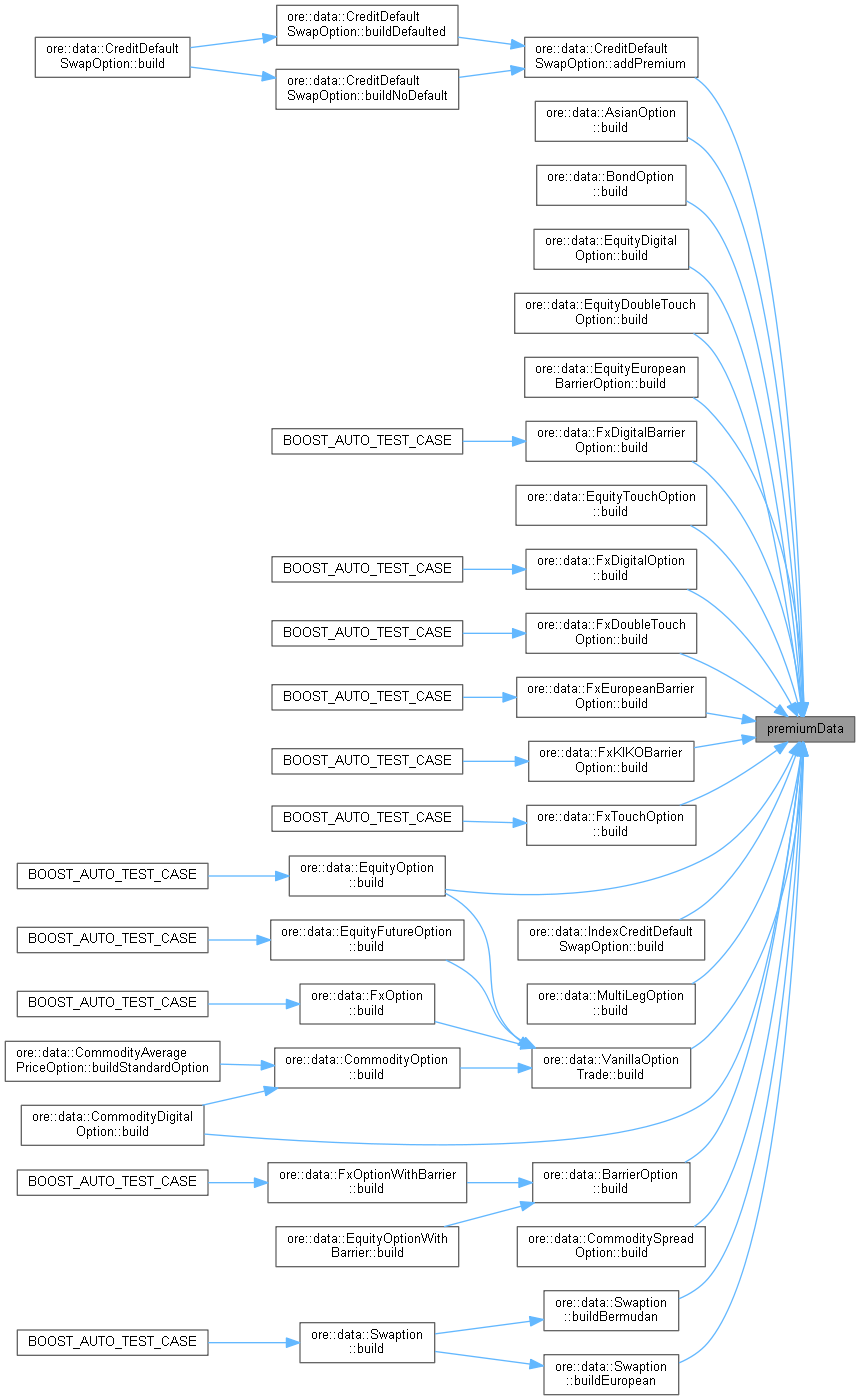 ore::data::CreditDefault
SwapOption::build
ore::data::CreditDefault
SwapOption::buildDefaulted
ore::data::CreditDefault
SwapOption::buildNoDefault
ore::data::CreditDefault
SwapOption::addPremium
ore::data::AsianOption
::build
ore::data::BondOption
::build
ore::data::EquityDigital
Option::build
ore::data::EquityDoubleTouch
Option::build
ore::data::EquityEuropean
BarrierOption::build
BOOST_AUTO_TEST_CASE
ore::data::FxDigitalBarrier
Option::build
ore::data::EquityTouchOption
::build
BOOST_AUTO_TEST_CASE
ore::data::FxDigitalOption
::build
BOOST_AUTO_TEST_CASE
ore::data::FxDoubleTouch
Option::build
BOOST_AUTO_TEST_CASE
ore::data::FxEuropeanBarrier
Option::build
premiumData
BOOST_AUTO_TEST_CASE
ore::data::FxKIKOBarrier
Option::build
BOOST_AUTO_TEST_CASE
ore::data::FxTouchOption
::build
BOOST_AUTO_TEST_CASE
ore::data::EquityOption
::build
BOOST_AUTO_TEST_CASE
ore::data::EquityFutureOption
::build
ore::data::IndexCreditDefault
SwapOption::build
BOOST_AUTO_TEST_CASE
ore::data::FxOption
::build
ore::data::MultiLegOption
::build
ore::data::CommodityAverage
PriceOption::buildStandardOption
ore::data::CommodityOption
::build
ore::data::VanillaOption
Trade::build
ore::data::CommodityDigital
Option::build
BOOST_AUTO_TEST_CASE
ore::data::FxOptionWithBarrier
::build
ore::data::BarrierOption
::build
ore::data::EquityOptionWith
Barrier::build
ore::data::CommoditySpread
Option::build
ore::data::Swaption
::buildBermudan
BOOST_AUTO_TEST_CASE
ore::data::Swaption
::build
ore::data::Swaption
::buildEuropean